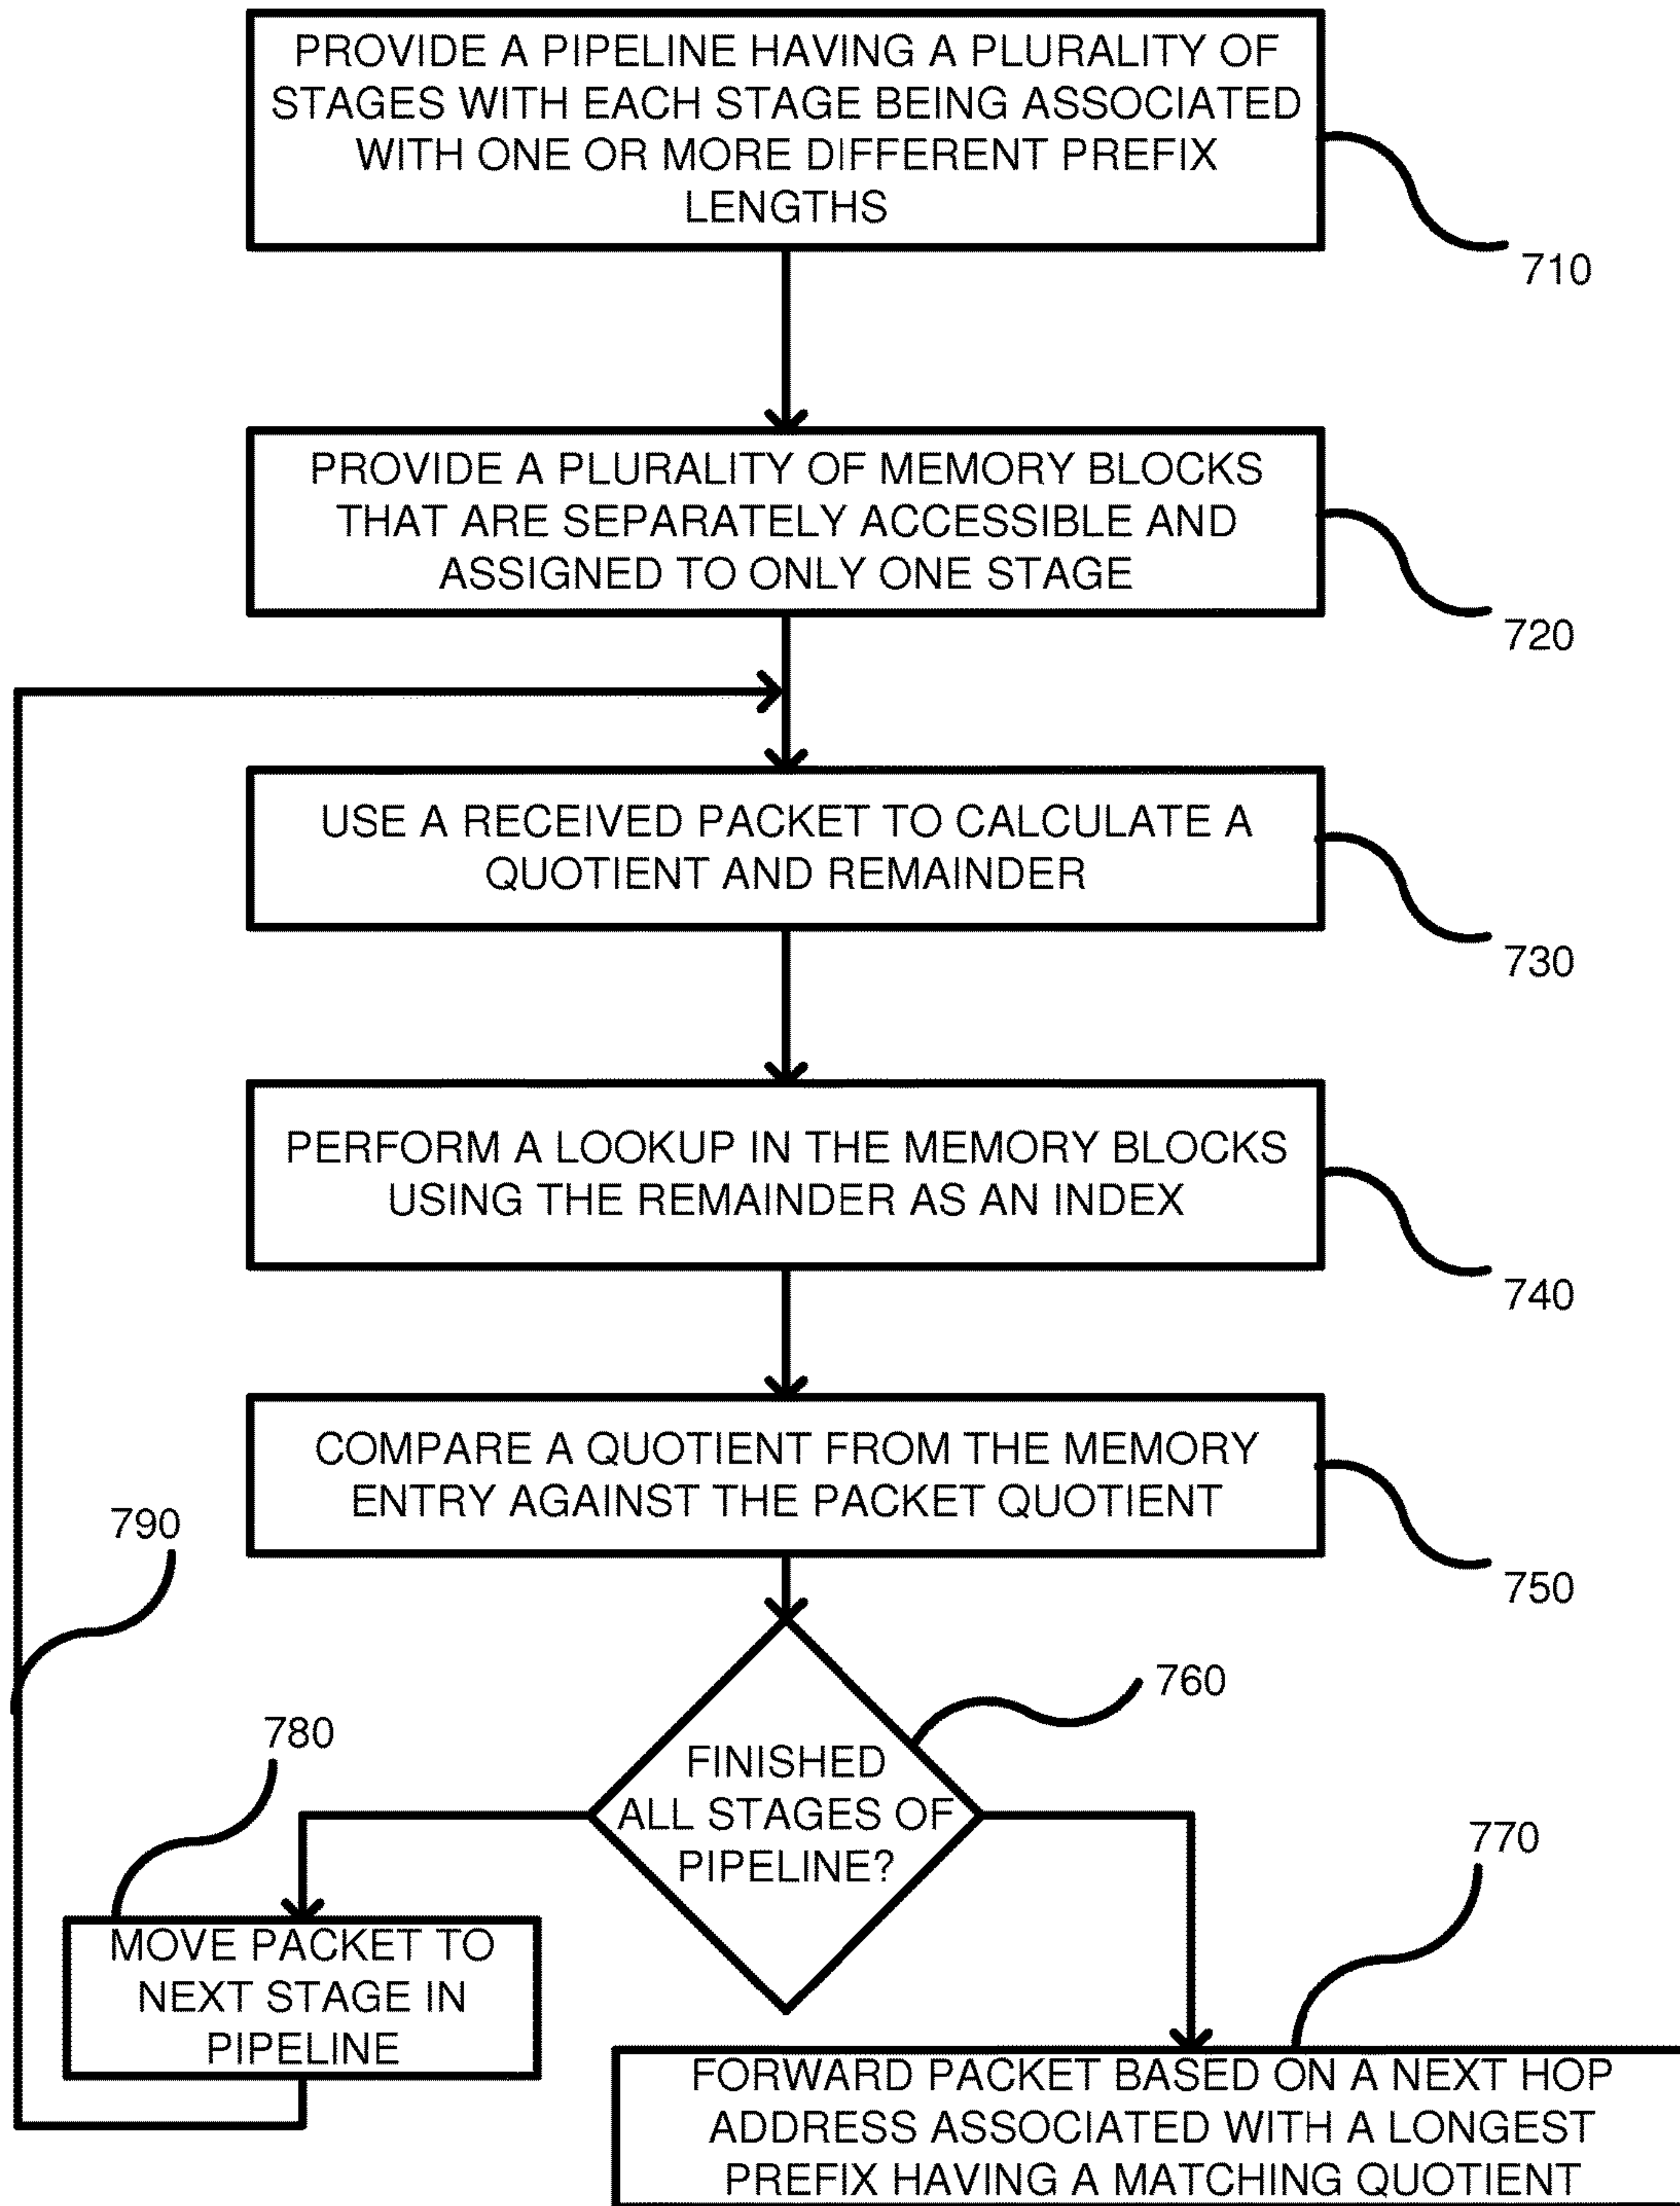 PROVIDE A PIPELINE HAVING A PLURALITY OF
STAGES WITH EACH STAGE BEING ASSOCIATED
WITH ONE OR MORE DIFFERENT PREFIX
LENGTHS
710
PROVIDE A PLURALITY OF MEMORY BLOCKS
THAT ARE SEPARATELY ACCESSIBLE AND
ASSIGNED TO ONLY ONE STAGE
720
USE A RECEIVED PACKET TO CALCULATE A
QUOTIENT AND REMAINDER
730
PERFORM A LOOKUP IN THE MEMORY BLOCKS
USING THE REMAINDER AS AN INDEX
740
COMPARE A QUOTIENT FROM THE MEMORY
ENTRY AGAINST THE PACKET QUOTIENT
750
790
760
780
FINISHED
ALL STAGES OF
PIPELINE?
770
MOVE PACKET TO
NEXT STAGE IN
PIPELINE
FORWARD PACKET BASED ON A NEXT HOP
ADDRESS ASSOCIATED WITH A LONGEST
PREFIX HAVING A MATCHING QUOTIENT